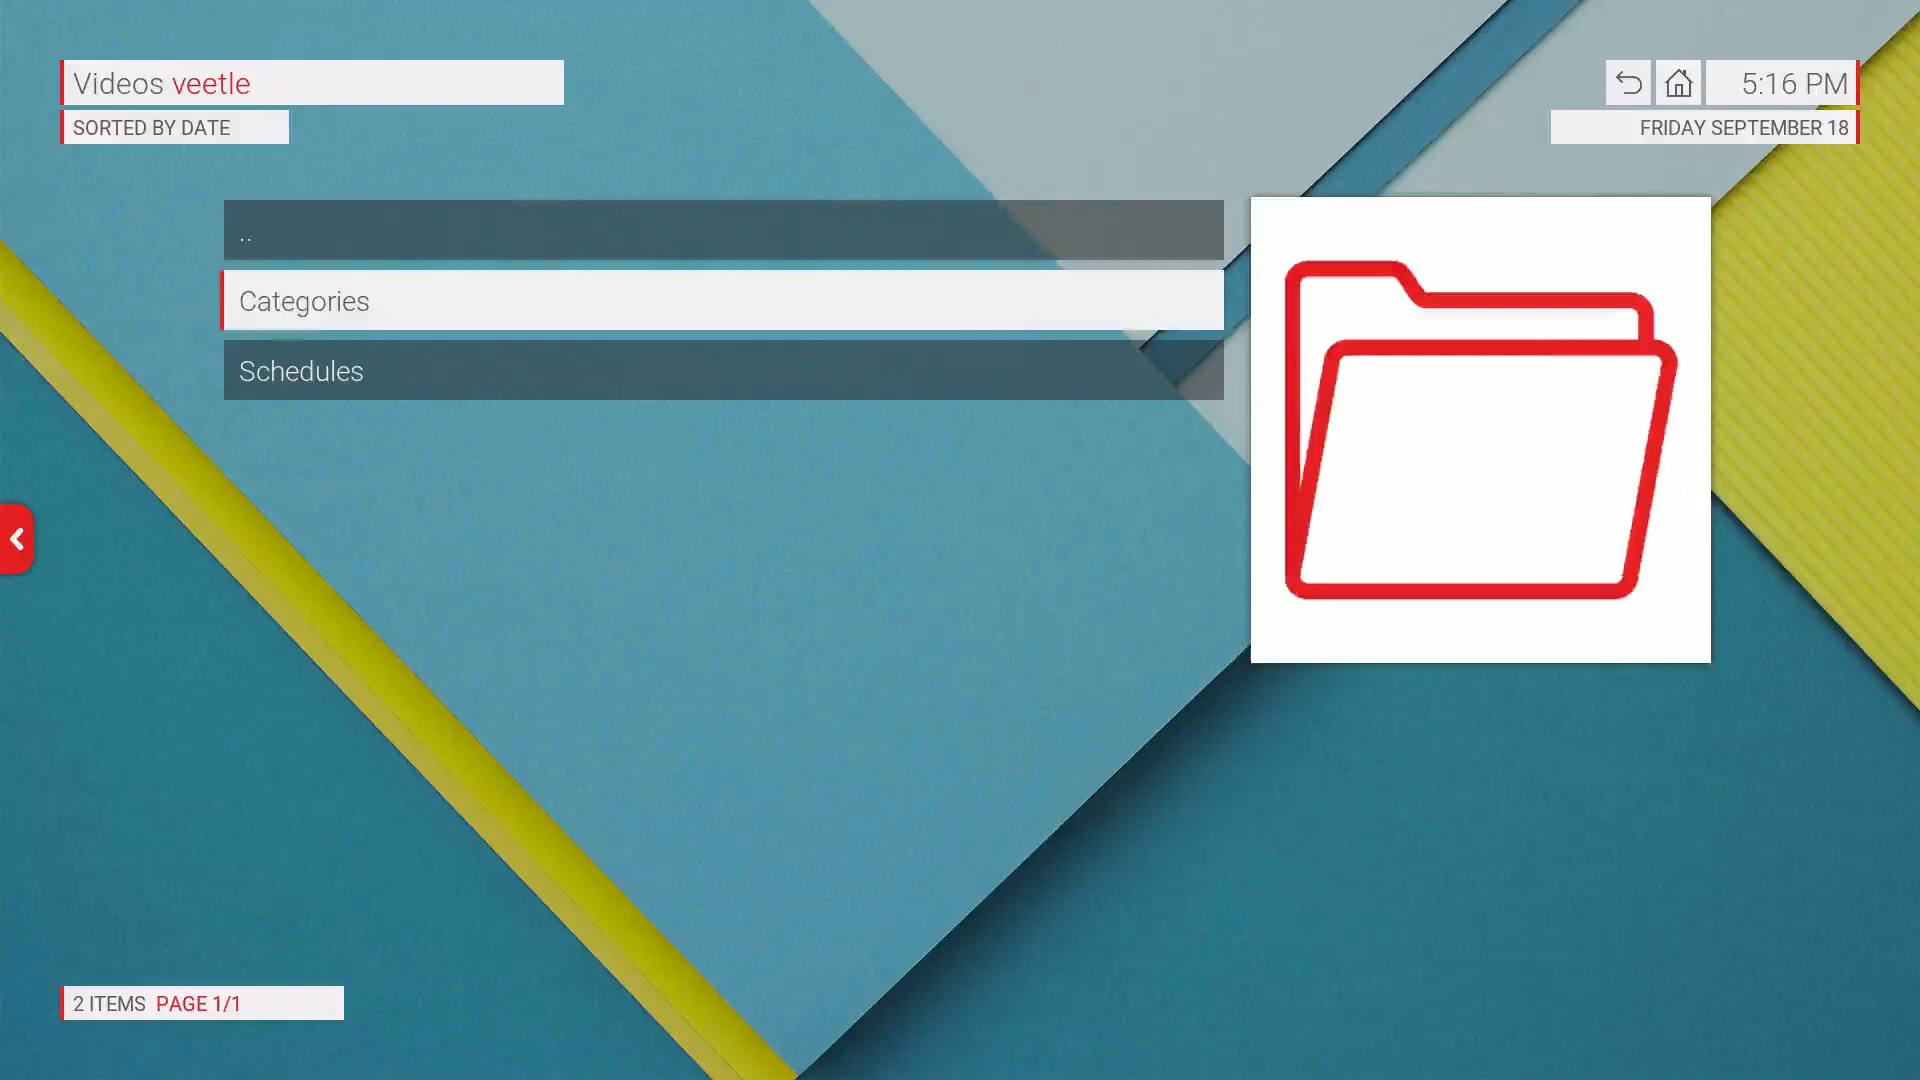 Videos veetle
SORTED BY DATE
5:16 PM
FRIDAY SEPTEMBER 18
..
Categories
Schedules
2 ITEMS PAGE 1/1